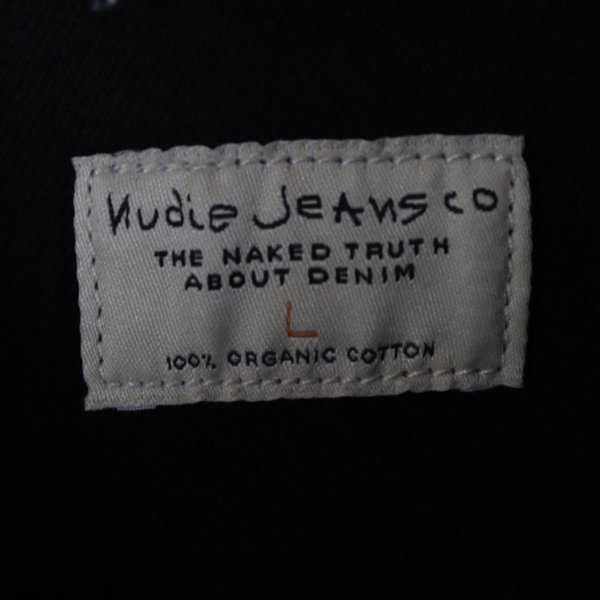 Nudie Jeans co
THE NAKED TRUTH
ABOUT DENIM
L
100% ORGANIC COTTON